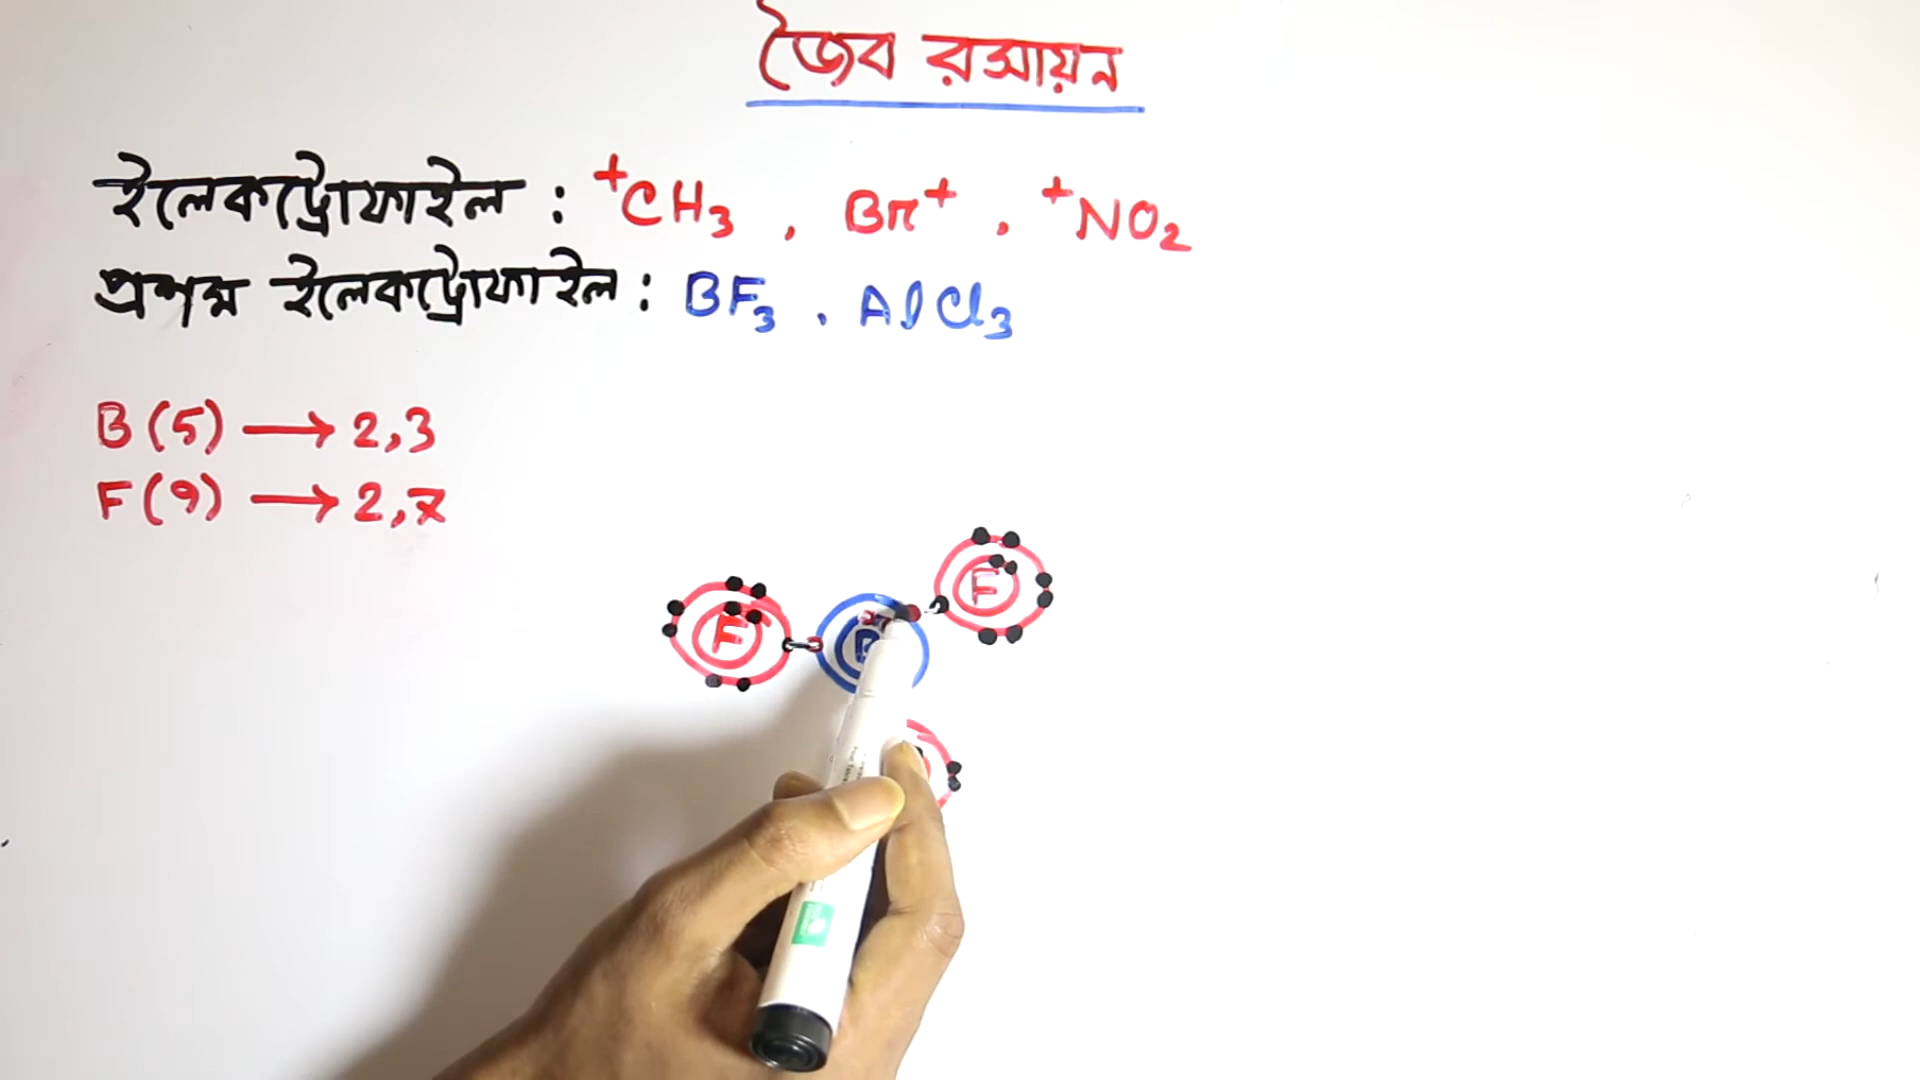 জৈব রসায়ন
ইলেকট্রোফাইল : ⁺CH₃ , Br⁺ , ⁺NO₂
প্রশম ইলেকট্রোফাইল : BF₃ , AlCl₃
B (5) → 2,3
F (9) → 2,7
F
F
B